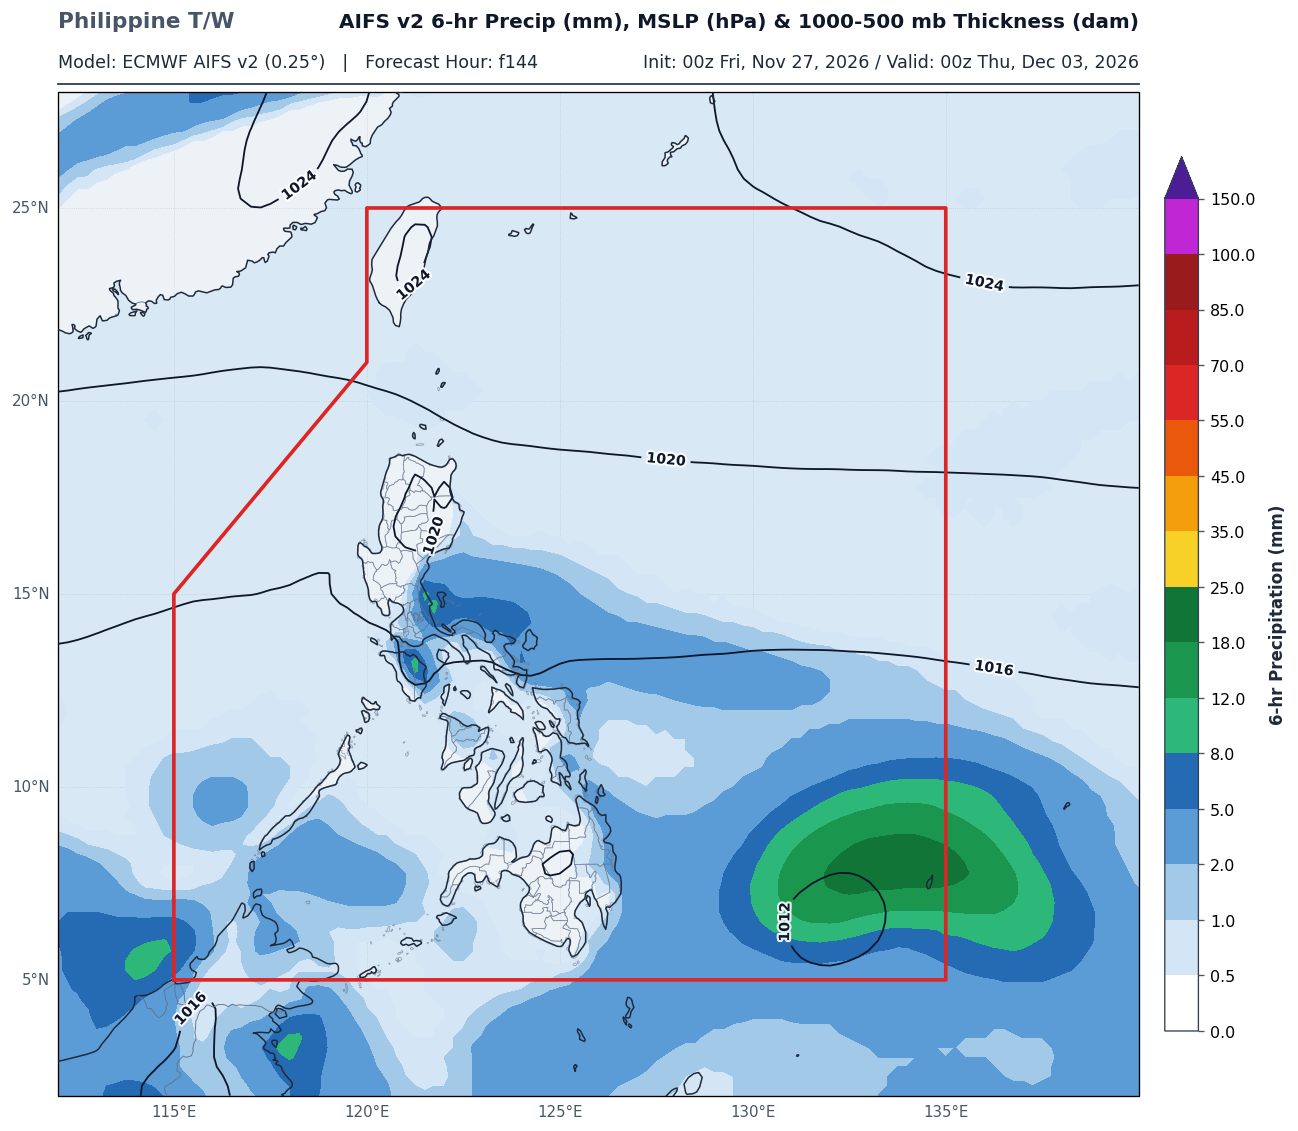 Philippine T/W
AIFS v2 6-hr Precip (mm), MSLP (hPa) & 1000-500 mb Thickness (dam)
Model: ECMWF AIFS v2 (0.25°) | Forecast Hour: f144
Init: 00z Fri, Nov 27, 2026 / Valid: 00z Thu, Dec 03, 2026
1024
1024
1024
1020
1020
1016
1012
1016
25°N
20°N
15°N
10°N
5°N
115°E
120°E
125°E
130°E
135°E
150.0
100.0
85.0
70.0
55.0
45.0
35.0
25.0
18.0
12.0
8.0
5.0
2.0
1.0
0.5
0.0
6-hr Precipitation (mm)